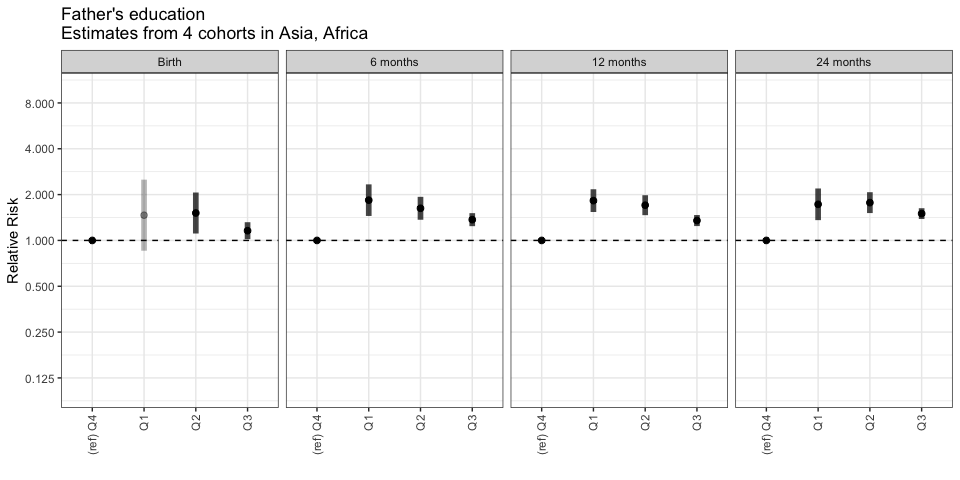 Father's education
Estimates from 4 cohorts in Asia, Africa
Birth
6 months
12 months
24 months
Relative Risk
8.000
4.000
2.000
1.000
0.500
0.250
0.125
(ref) Q4
Q1
Q2
Q3
(ref) Q4
Q1
Q2
Q3
(ref) Q4
Q1
Q2
Q3
(ref) Q4
Q1
Q2
Q3